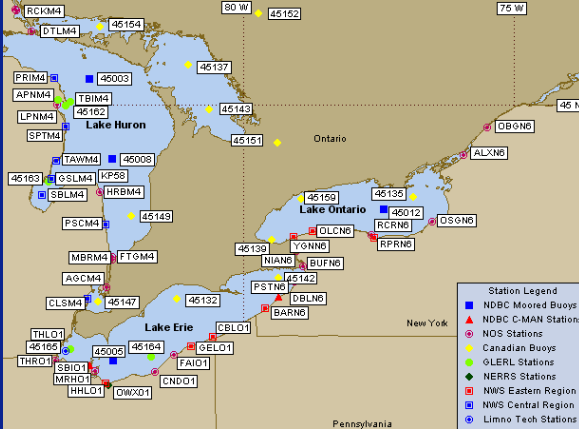 80 W
75 W
RCKM4
45152
DTLM4
45154
45137
PRIM4
45003
APNM4
TBIM4
45162
45143
45 N
LPNM4
Lake Huron
OBGN6
SPTM4
45151
Ontario
ALXN6
TAWM4
45008
45163
GSLM4
KP58
HRBM4
45159
45135
SBLM4
Lake Ontario
45012
45149
RCRN6
OSGN6
PSCM4
OLCN6
45139
YGNN6
RPRN6
MBRM4
FTGM4
NIAN6
BUFN6
45142
AGCM4
PSTN6
CLSM4
45147
45132
DBLN6
BARN6
Lake Erie
CBLO1
New York
THLO1
45165
45164
GELO1
THRO1
SBIO1
45005
FAIO1
MRHO1
CNDO1
HHLO1
OWXO1
Pennsylvania
Station Legend
NDBC Moored Buoys
NDBC C-MAN Stations
NOS Stations
Canadian Buoys
GLERL Stations
NERRS Stations
NWS Eastern Region
NWS Central Region
Limno Tech Stations